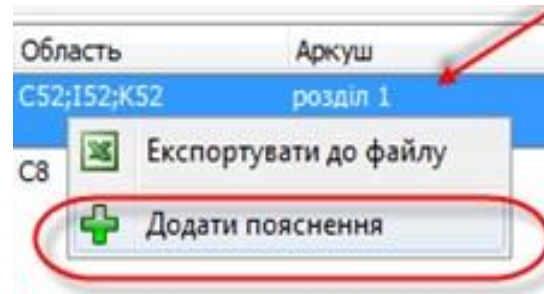 Область Аркуш
C52;I52;K52 розділ 1
Експортувати до файлу
C8
Додати пояснення